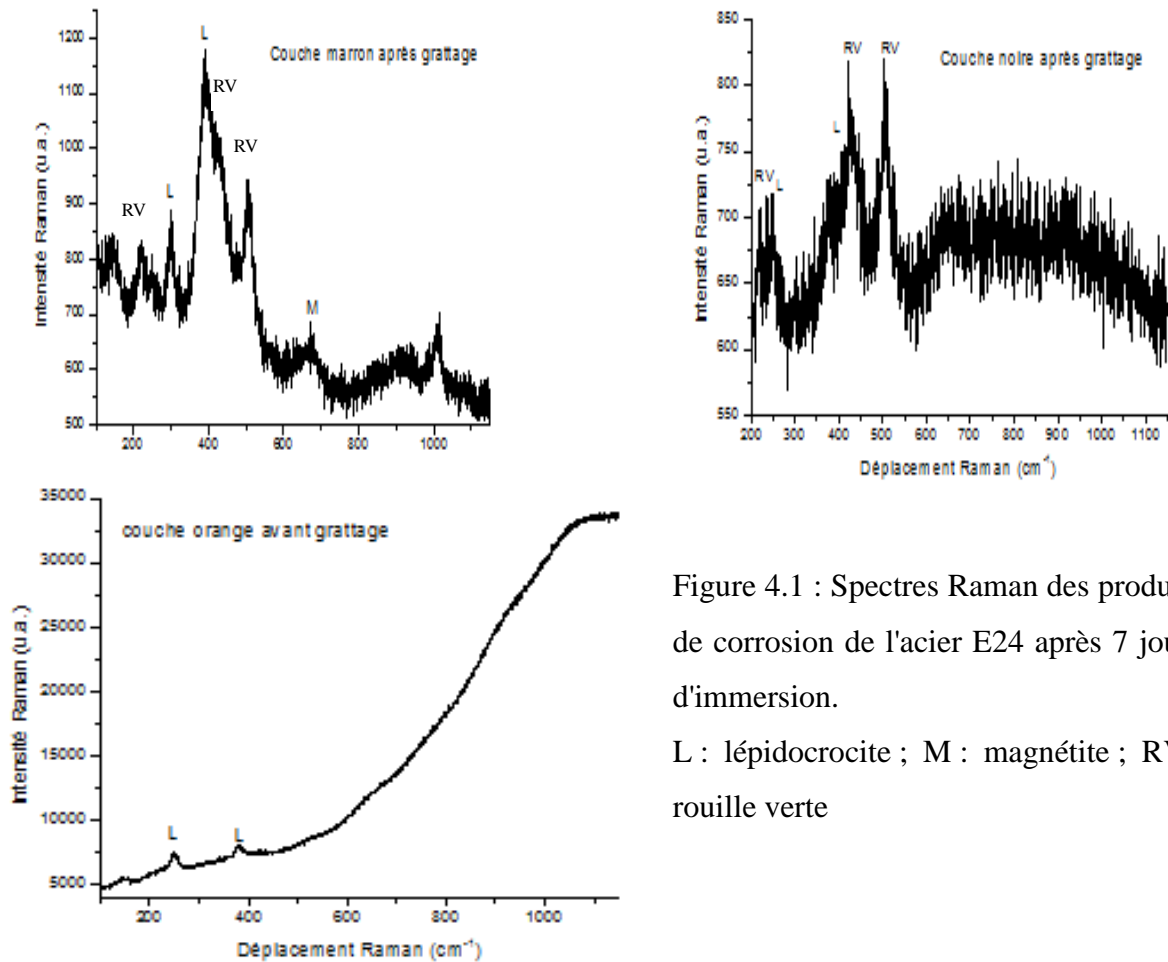 1200
1100
1000
900
800
700
600
500
Intensité Raman (u.a.)
Couche marron après grattage
L
RV
RV
RV
L
M
200 400 600 800 1000
850
800
750
700
650
600
550
Intensité Raman (u.a.)
Couche noire après grattage
RV RV
L
RV L
200 300 400 500 600 700 800 900 1000 1100
Déplacement Raman (cm-1)
35000
30000
25000
20000
15000
10000
5000
Intensité Raman (u.a.)
couche orange avant grattage
L L
200 400 600 800 1000
Déplacement Raman (cm-1)
Figure 4.1 : Spectres Raman des produ
de corrosion de l'acier E24 après 7 jou
d'immersion.
L : lépidocrocite ; M : magnétite ; RV
rouille verte